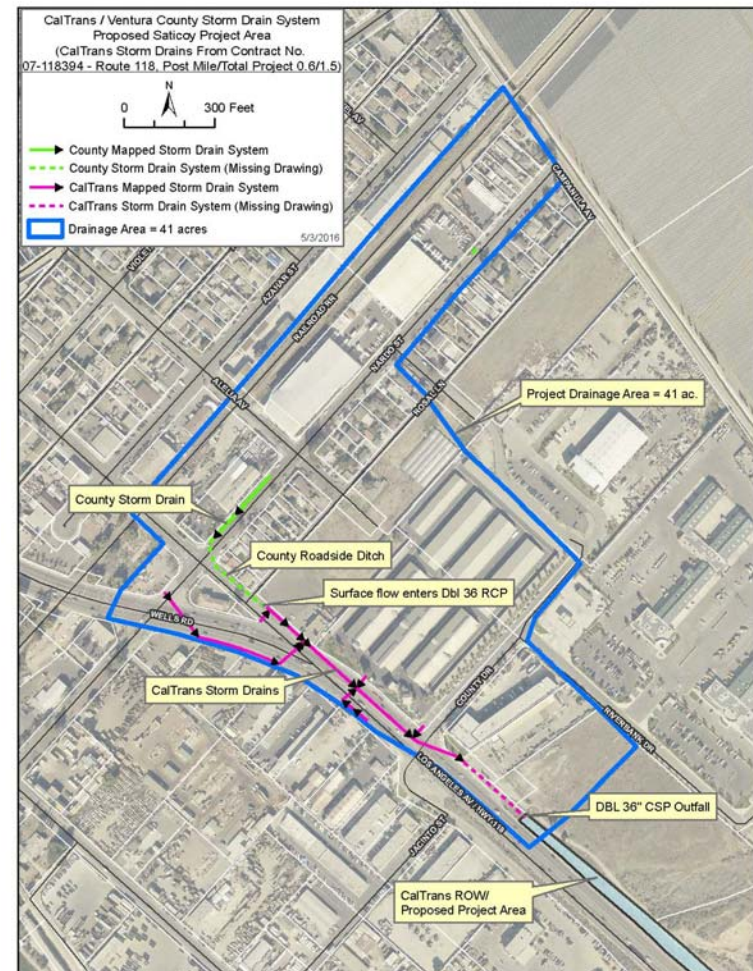 CalTrans / Ventura County Storm Drain System
Proposed Saticoy Project Area
(CalTrans Storm Drains From Contract No.
07-118394 - Route 118, Post Mile/Total Project 0.6/1.5)
N
0 300 Feet
County Mapped Storm Drain System
County Storm Drain System (Missing Drawing)
CalTrans Mapped Storm Drain System
CalTrans Storm Drain System (Missing Drawing)
Drainage Area = 41 acres
5/3/2016
CAMPANULA AV
AZAHAR ST
RAILROAD RR
NARDO ST
ALELIA AV
ROSAL LN
Project Drainage Area = 41 ac.
County Storm Drain
County Roadside Ditch
Surface flow enters Dbl 36 RCP
WELLS RD
CalTrans Storm Drains
COUNTY DR
RIVERBANK DR
LOS ANGELES AV / HWY-118
DBL 36" CSP Outfall
JACINTO ST
CalTrans ROW/
Proposed Project Area